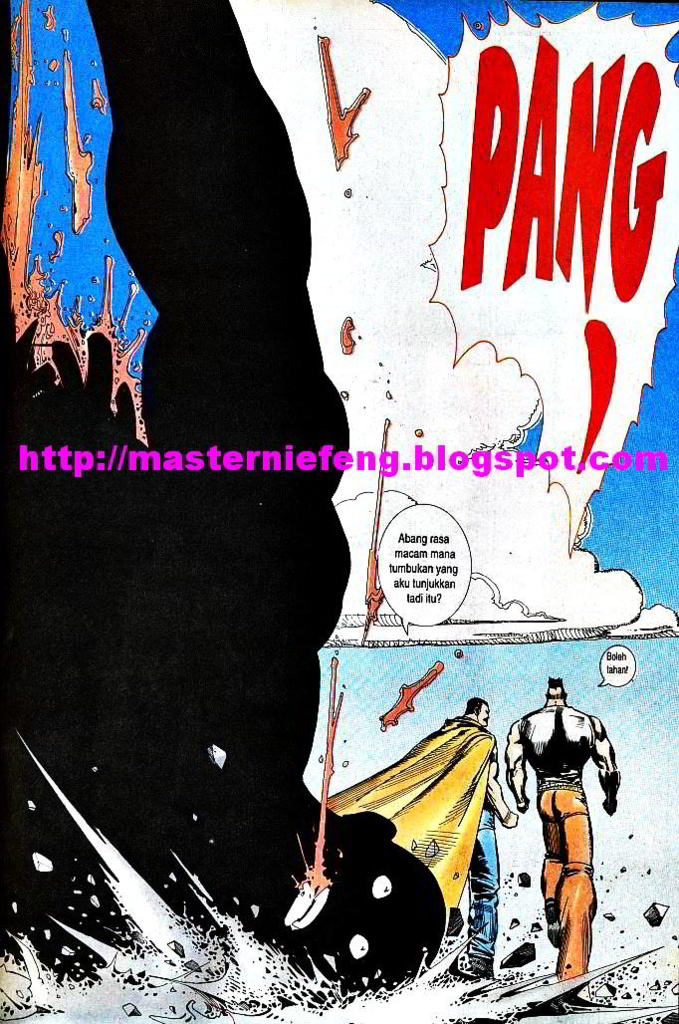 PANG
!
http://masterniefeng.blogspot.com
Abang rasa
macam mana
tumbukan yang
aku tunjukkan
tadi itu?
Boleh
tahan!